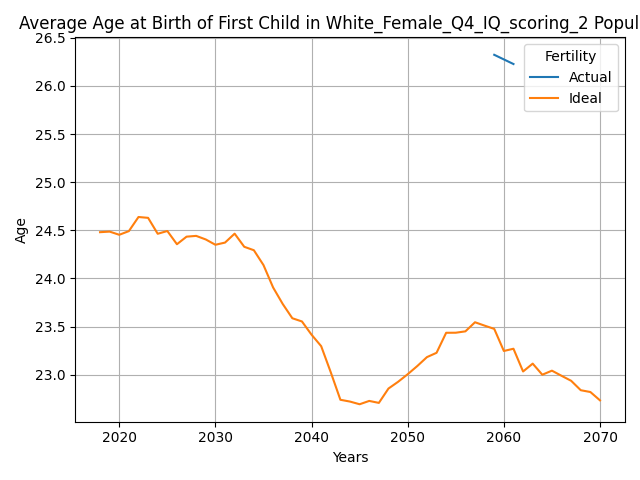 Average Age at Birth of First Child in White_Female_Q4_IQ_scoring_2 Popul
26.5
26.0
25.5
25.0
24.5
24.0
23.5
23.0
Age
Fertility
Actual
Ideal
2020 2030 2040 2050 2060 2070
Years